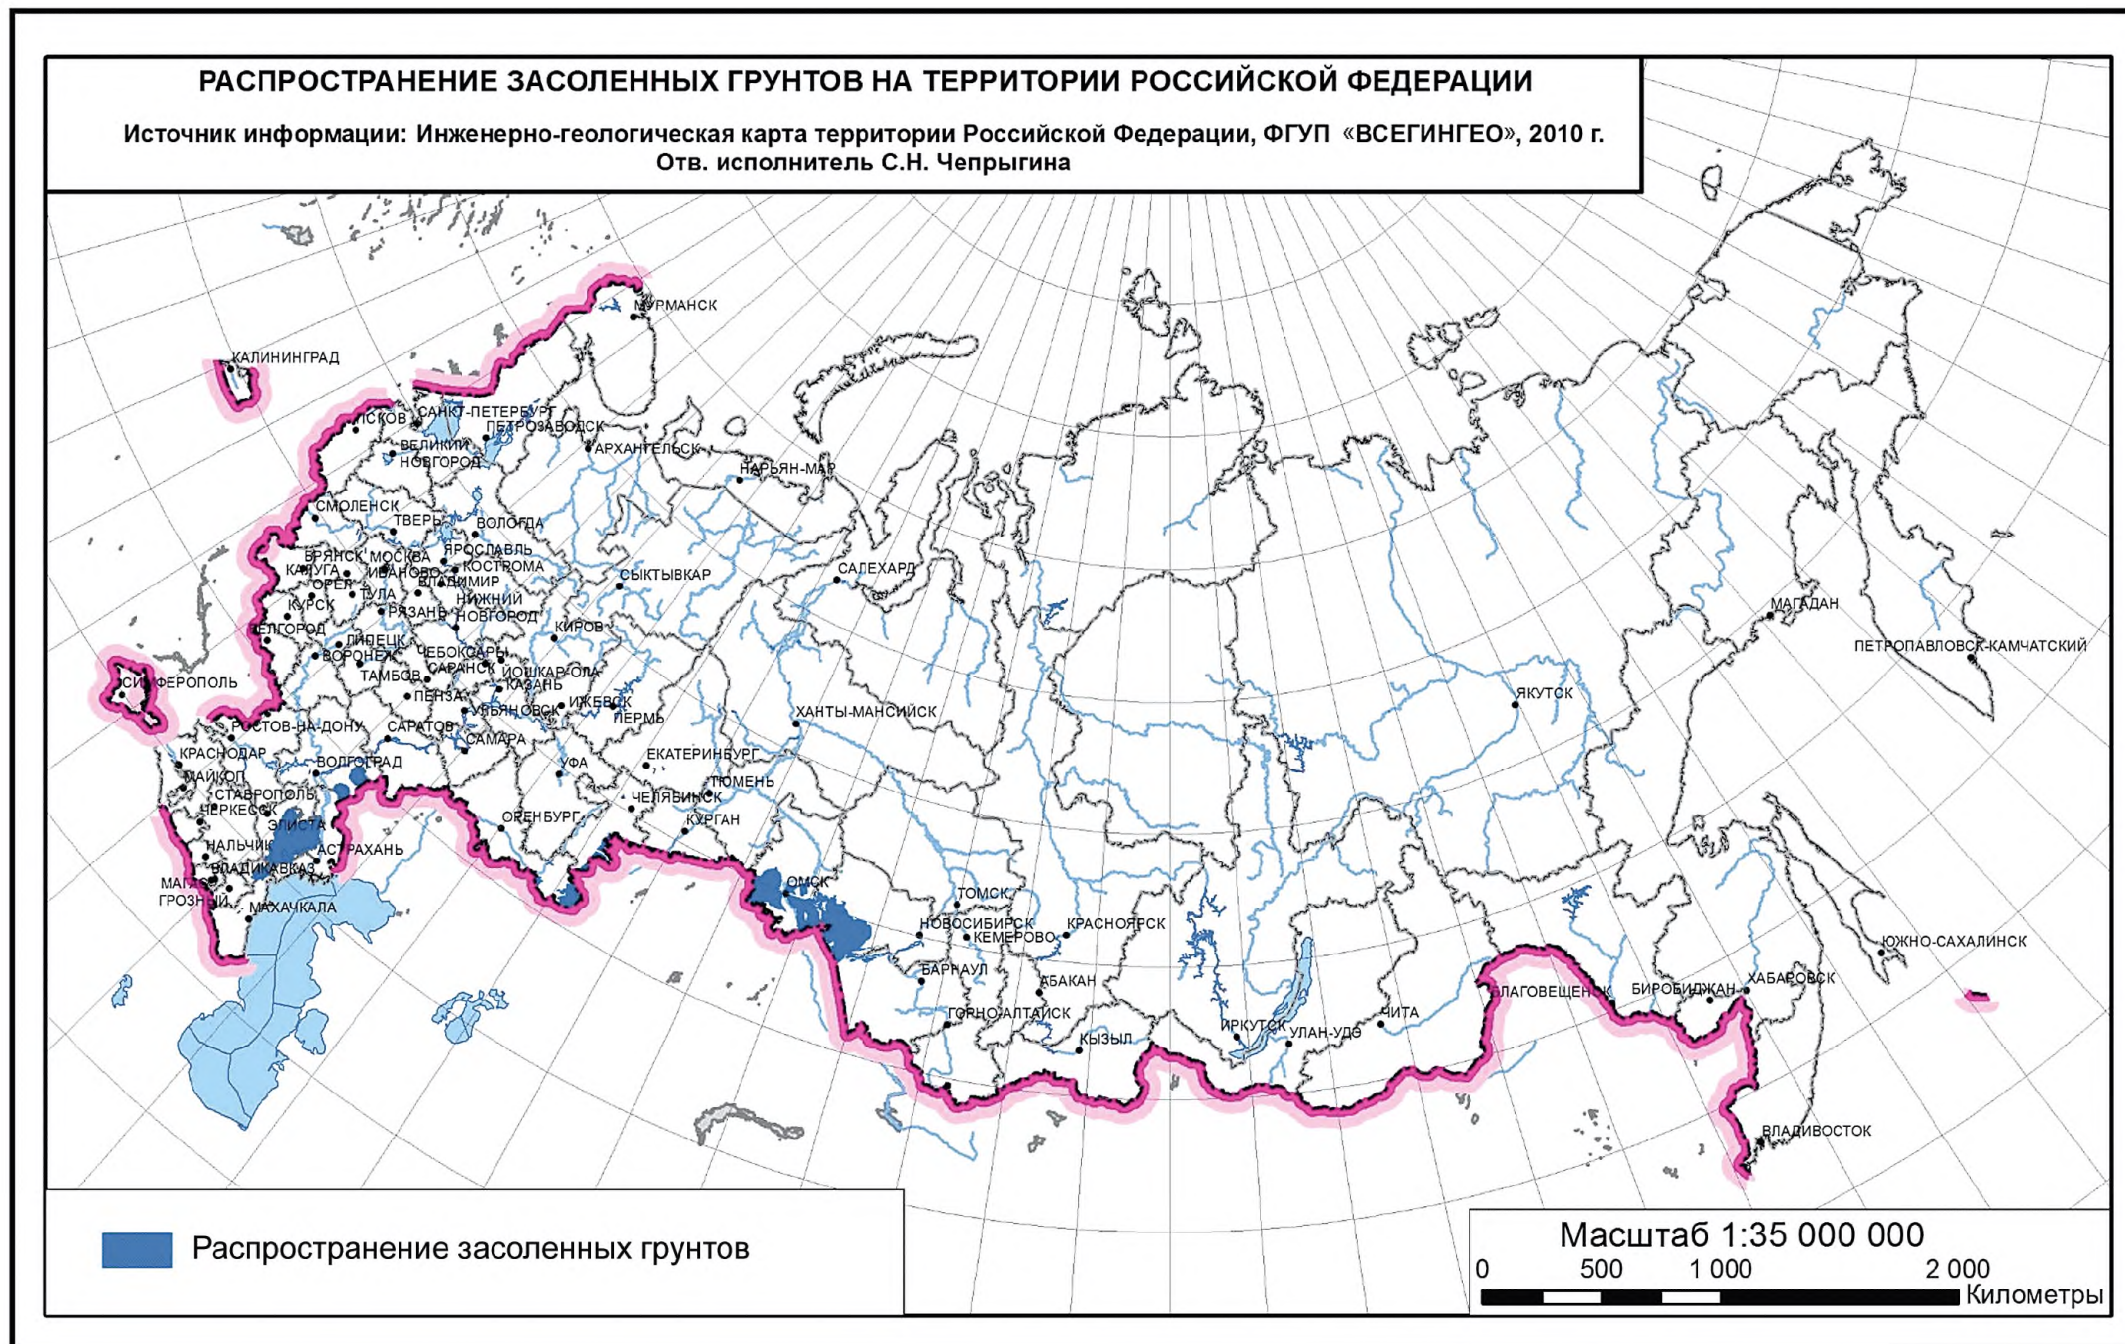 РАСПРОСТРАНЕНИЕ ЗАСОЛЕННЫХ ГРУНТОВ НА ТЕРРИТОРИИ РОССИЙСКОЙ ФЕДЕРАЦИИ
Источник информации: Инженерно-геологическая карта территории Российской Федерации, ФГУП «ВСЕГИНГЕО», 2010 г.
Отв. исполнитель С.Н. Чепрыгина
МУРМАНСК
КАЛИНИНГРАД
ПСКОВ
САНКТ-ПЕТЕРБУРГ
ПЕТРОЗАВОДСК
ВЕЛИКИЙ
НОВГОРОД
АРХАНГЕЛЬСК
НАРЬЯН-МАР
СМОЛЕНСК
ТВЕРЬ
ВОЛОГДА
БРЯНСК
МОСКВА
ЯРОСЛАВЛЬ
КАЛУГА
ИВАНОВО
КОСТРОМА
ОРЁЛ
ВЛАДИМИР
ТУЛА
КУРСК
РЯЗАНЬ
НИЖНИЙ
НОВГОРОД
СЫКТЫВКАР
САЛЕХАРД
БЕЛГОРОД
ЛИПЕЦК
КИРОВ
ВОРОНЕЖ
ЧЕБОКСАРЫ
ТАМБОВ
САРАНСК
ЙОШКАР-ОЛА
КАЗАНЬ
СИМФЕРОПОЛЬ
ПЕНЗА
УЛЬЯНОВСК
ИЖЕВСК
ПЕРМЬ
ХАНТЫ-МАНСИЙСК
МАГАДАН
ПЕТРОПАВЛОВСК-КАМЧАТСКИЙ
ЯКУТСК
РОСТОВ-НА-ДОНУ
САРАТОВ
САМАРА
КРАСНОДАР
ВОЛГОГРАД
УФА
ЕКАТЕРИНБУРГ
МАЙКОП
ТЮМЕНЬ
СТАВРОПОЛЬ
ЧЕЛЯБИНСК
ЧЕРКЕССК
ЭЛИСТА
ОРЕНБУРГ
КУРГАН
НАЛЬЧИК
АСТРАХАНЬ
ВЛАДИКАВКАЗ
МАГАС
ГРОЗНЫЙ
МАХАЧКАЛА
ОМСК
ТОМСК
НОВОСИБИРСК
КЕМЕРОВО
КРАСНОЯРСК
БАРНАУЛ
АБАКАН
ГОРНО-АЛТАЙСК
КЫЗЫЛ
ИРКУТСК
УЛАН-УДЭ
ЧИТА
БЛАГОВЕЩЕНСК
БИРОБИДЖАН
ХАБАРОВСК
ЮЖНО-САХАЛИНСК
ВЛАДИВОСТОК
Распространение засоленных грунтов
Масштаб 1:35 000 000
0 500 1 000 2 000
Километры